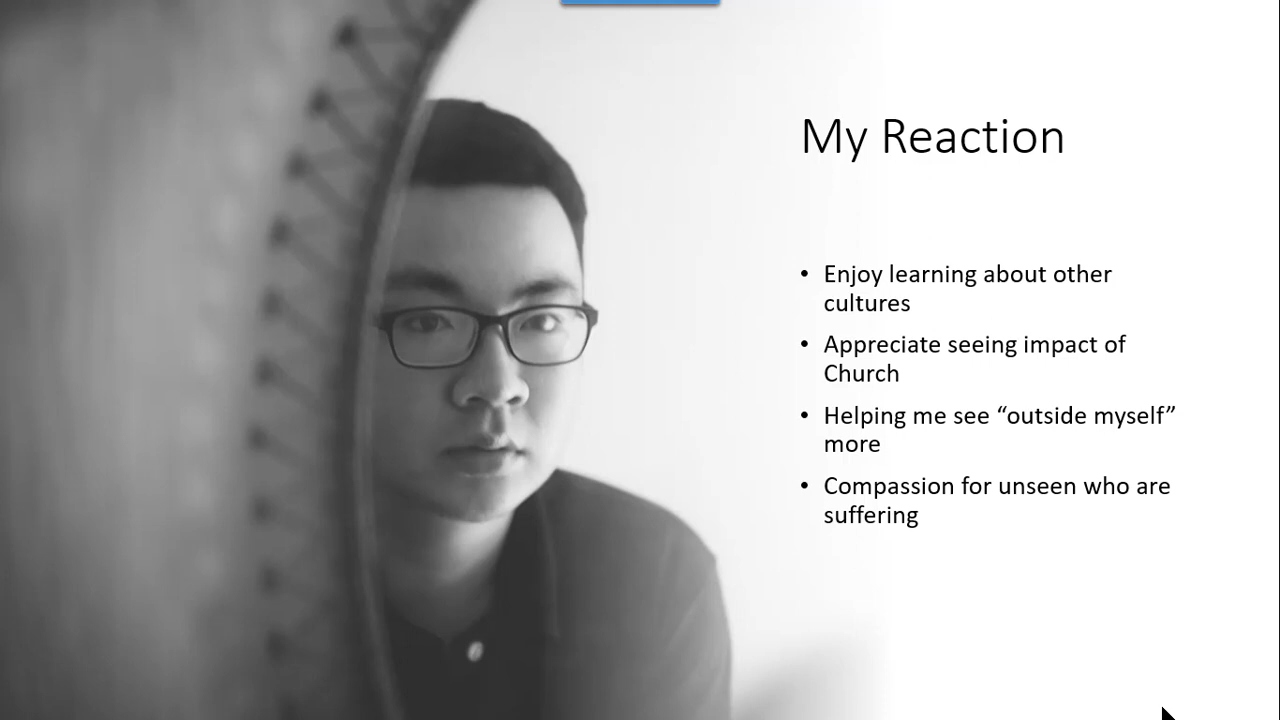 My Reaction
• Enjoy learning about other
cultures
• Appreciate seeing impact of
Church
• Helping me see “outside myself”
more
• Compassion for unseen who are
suffering